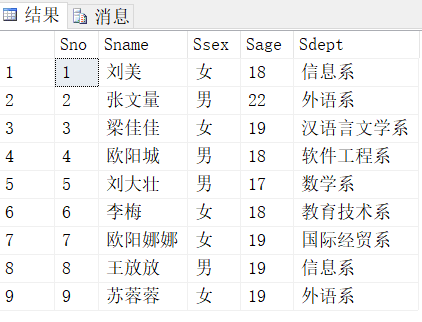 结果 消息
Sno Sname Ssex Sage Sdept
1 1 刘美 女 18 信息系
2 2 张文量 男 22 外语系
3 3 梁佳佳 女 19 汉语言文学系
4 4 欧阳城 男 18 软件工程系
5 5 刘大壮 男 17 数学系
6 6 李梅 女 18 教育技术系
7 7 欧阳娜娜 女 19 国际经贸系
8 8 王放放 男 19 信息系
9 9 苏蓉蓉 女 19 外语系